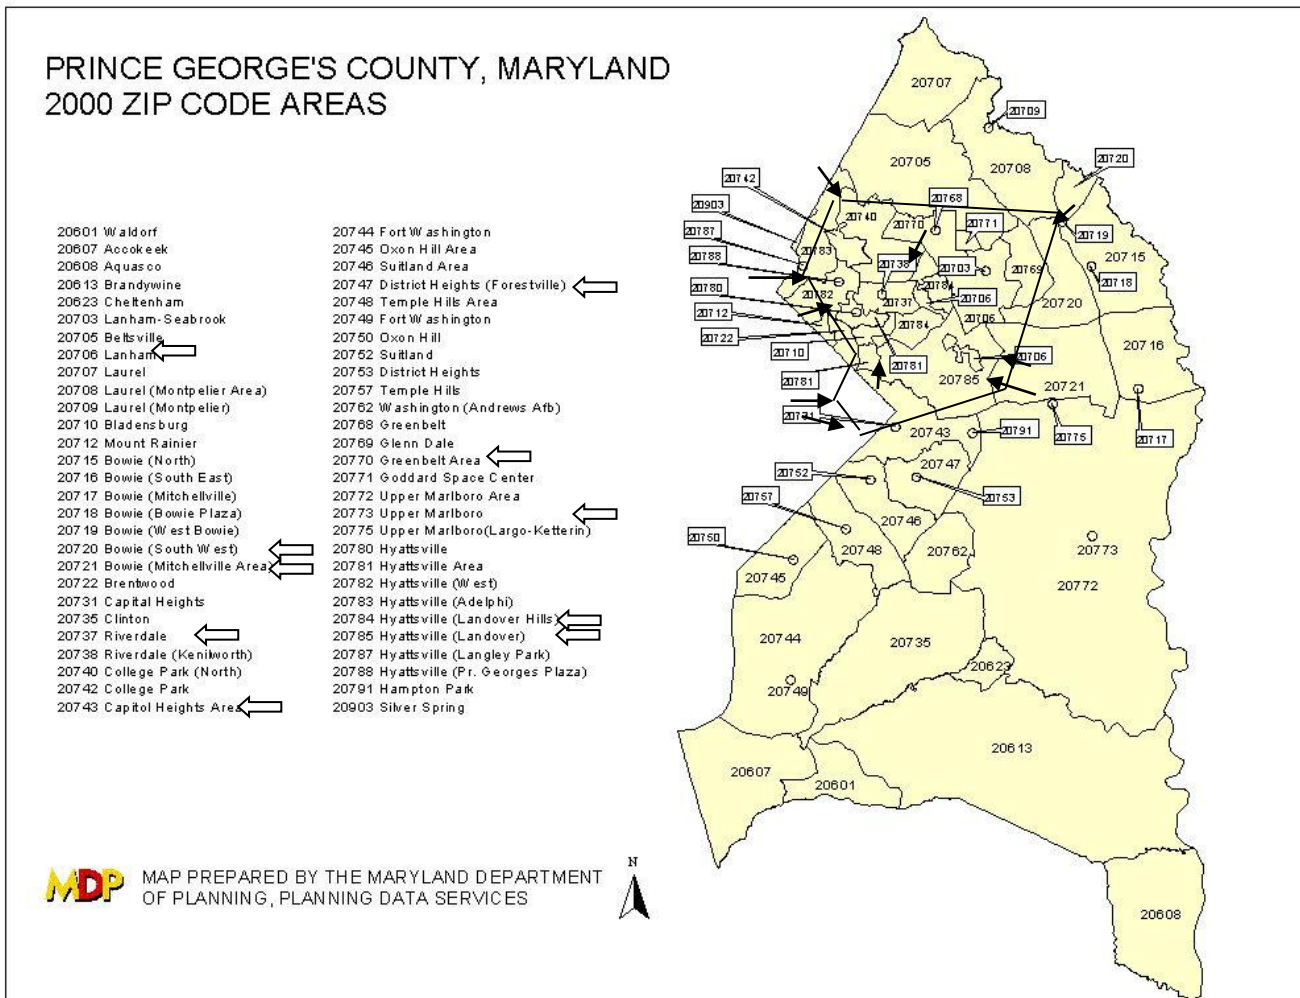 PRINCE GEORGE'S COUNTY, MARYLAND
2000 ZIP CODE AREAS
20601 Waldorf
20607 Accokeek
20608 Aquasco
20613 Brandywine
20623 Cheltenham
20703 Lanham-Seabrook
20705 Beltsville
20706 Lanham
20707 Laurel
20708 Laurel (Montpelier Area)
20709 Laurel (Montpelier)
20710 Bladensburg
20712 Mount Rainier
20715 Bowie (North)
20716 Bowie (South East)
20717 Bowie (Mitchellville)
20718 Bowie (Bowie Plaza)
20719 Bowie (West Bowie)
20720 Bowie (South West)
20721 Bowie (Mitchellville Area)
20722 Brentwood
20731 Capital Heights
20735 Clinton
20737 Riverdale
20738 Riverdale (Kenilworth)
20740 College Park (North)
20742 College Park
20743 Capitol Heights Area
20744 Fort Washington
20745 Oxon Hill Area
20746 Suitland Area
20747 District Heights (Forestville)
20748 Temple Hills Area
20749 Fort Washington
20750 Oxon Hill
20752 Suitland
20753 District Heights
20757 Temple Hills
20762 Washington (Andrews Afb)
20768 Greenbelt
20769 Glenn Dale
20770 Greenbelt Area
20771 Goddard Space Center
20772 Upper Marlboro Area
20773 Upper Marlboro
20775 Upper Marlboro(Largo-Ketterin)
20780 Hyattsville
20781 Hyattsville Area
20782 Hyattsville (West)
20783 Hyattsville (Adelphi)
20784 Hyattsville (Landover Hills)
20785 Hyattsville (Landover)
20787 Hyattsville (Langley Park)
20788 Hyattsville (Pr. Georges Plaza)
20791 Hampton Park
20903 Silver Spring
20707
20709
20705
20708
20720
20742
20903
20740
20770
20768
20771
20719
20787
20783
20788
20738
20703
20769
20715
20718
20784
20780
20782
20737
20706
20720
20712
20706
20784
20722
20710
20781
20706
20716
20781
20785
20721
20731
20743
20791
20775
20717
20747
20752
20753
20757
20746
20750
20748
20762
20773
20745
20772
20744
20735
20623
20749
20613
20607
20601
20608
MDP
MAP PREPARED BY THE MARYLAND DEPARTMENT
OF PLANNING, PLANNING DATA SERVICES
N